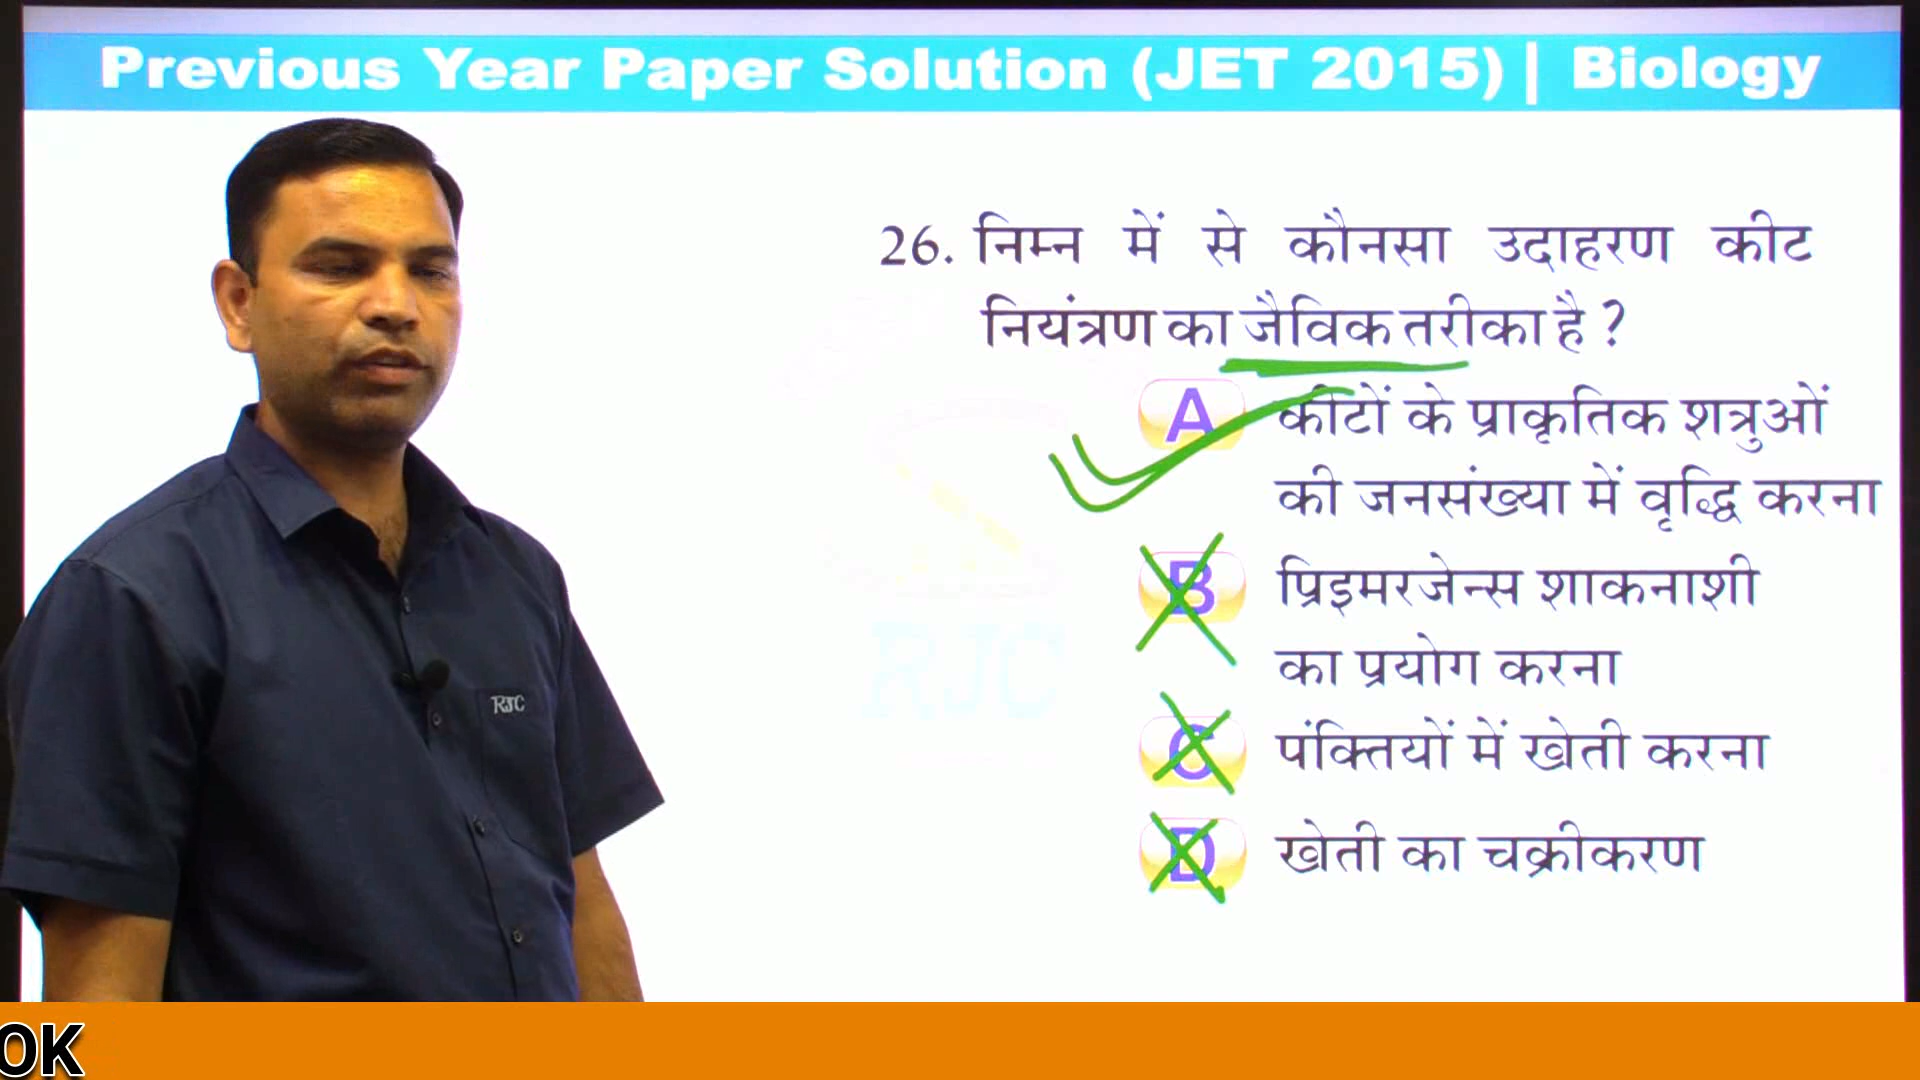 Previous Year Paper Solution (JET 2015) | Biology
26. निम्न में से कौनसा उदाहरण कीट
नियंत्रण का जैविक तरीका है ?
A कीटों के प्राकृतिक शत्रुओं
की जनसंख्या में वृद्धि करना
B प्रिइमरजेन्स शाकनाशी
का प्रयोग करना
C पंक्तियों में खेती करना
D खेती का चक्रीकरण
RJC
RJC
OK